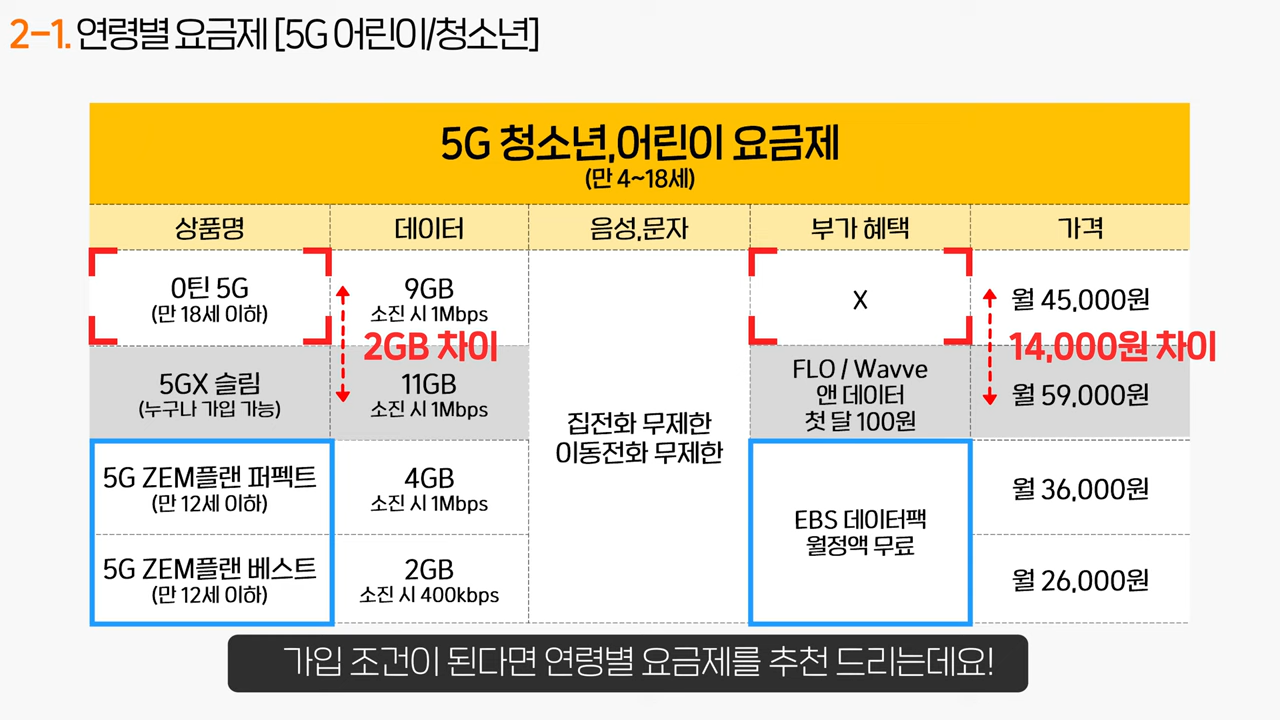 2-1. 연령별 요금제 [5G 어린이/청소년]
5G 청소년,어린이 요금제
(만 4~18세)
상품명 데이터 음성,문자 부가 혜택 가격
0틴 5G
(만 18세 이하)
9GB
소진 시 1Mbps
X
월 45,000원
2GB 차이
14,000원 차이
5GX 슬림
(누구나 가입 가능)
11GB
소진 시 1Mbps
FLO / Wavve
앤 데이터
첫 달 100원
월 59,000원
집전화 무제한
이동전화 무제한
5G ZEM플랜 퍼펙트
(만 12세 이하)
4GB
소진 시 1Mbps
월 36,000원
EBS 데이터팩
월정액 무료
5G ZEM플랜 베스트
(만 12세 이하)
2GB
소진 시 400kbps
월 26,000원
가입 조건이 된다면 연령별 요금제를 추천 드리는데요!